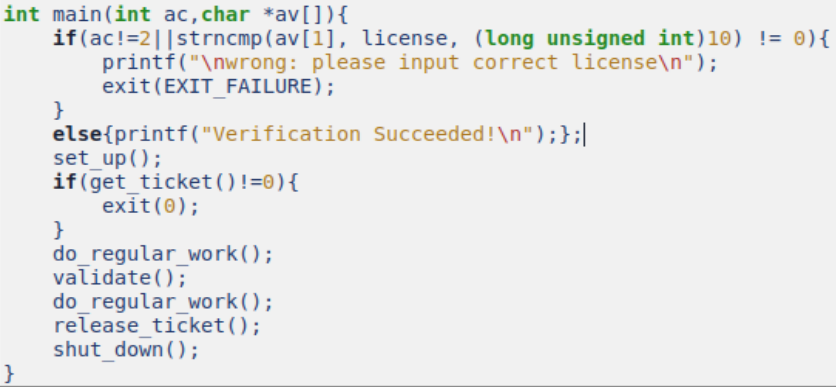 int main(int ac,char *av[]){
    if(ac!=2||strncmp(av[1], license, (long unsigned int)10) != 0){
        printf("\nwrong: please input correct license\n");
        exit(EXIT_FAILURE);
    }
    else{printf("Verification Succeeded!\n");};
    set_up();
    if(get_ticket()!=0){
        exit(0);
    }
    do_regular_work();
    validate();
    do_regular_work();
    release_ticket();
    shut_down();
}